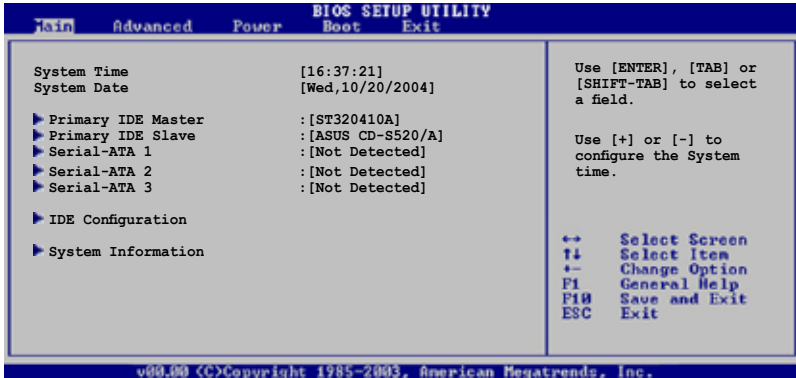 BIOS SETUP UTILITY
Main Advanced Power Boot Exit
System Time [16:37:21]
System Date [Wed,10/20/2004]
Primary IDE Master :[ST320410A]
Primary IDE Slave :[ASUS CD-S520/A]
Serial-ATA 1 :[Not Detected]
Serial-ATA 2 :[Not Detected]
Serial-ATA 3 :[Not Detected]
IDE Configuration
System Information
Use [ENTER], [TAB] or
[SHIFT-TAB] to select
a field.
Use [+] or [-] to
configure the System
time.
↔ Select Screen
↑↓ Select Item
+- Change Option
F1 General Help
F10 Save and Exit
ESC Exit
v00.00 (C)Copyright 1985-2003, American Megatrends, Inc.